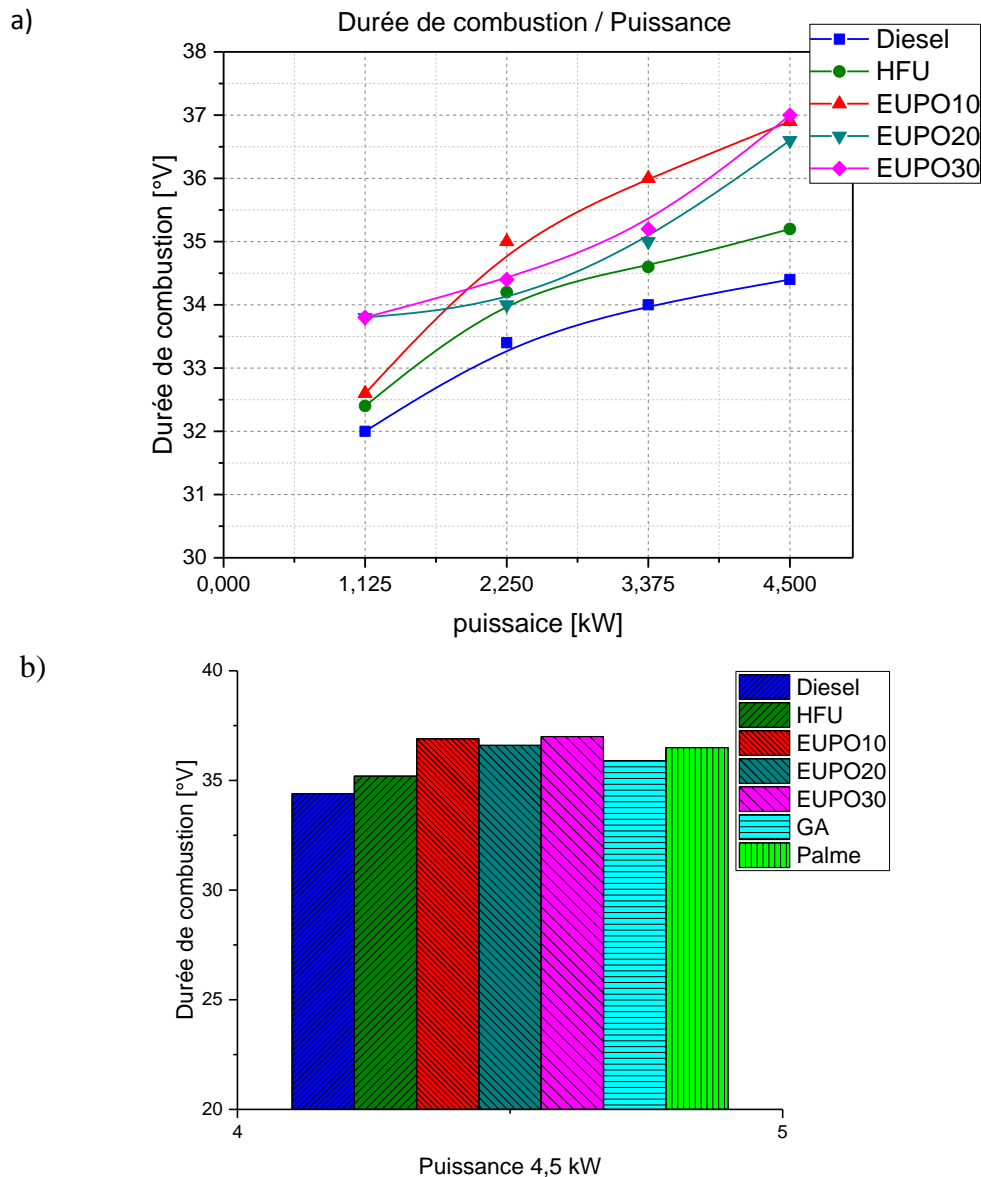 a)
Durée de combustion / Puissance
Diesel
HFU
EUPO10
EUPO20
EUPO30
Durée de combustion [°V]
38
37
36
35
34
33
32
31
30
0,000 1,125 2,250 3,375 4,500
puissaice [kW]
b)
Diesel
HFU
EUPO10
EUPO20
EUPO30
GA
Palme
Durée de combustion [°V]
40
35
30
25
20
4 5
Puissance 4,5 kW